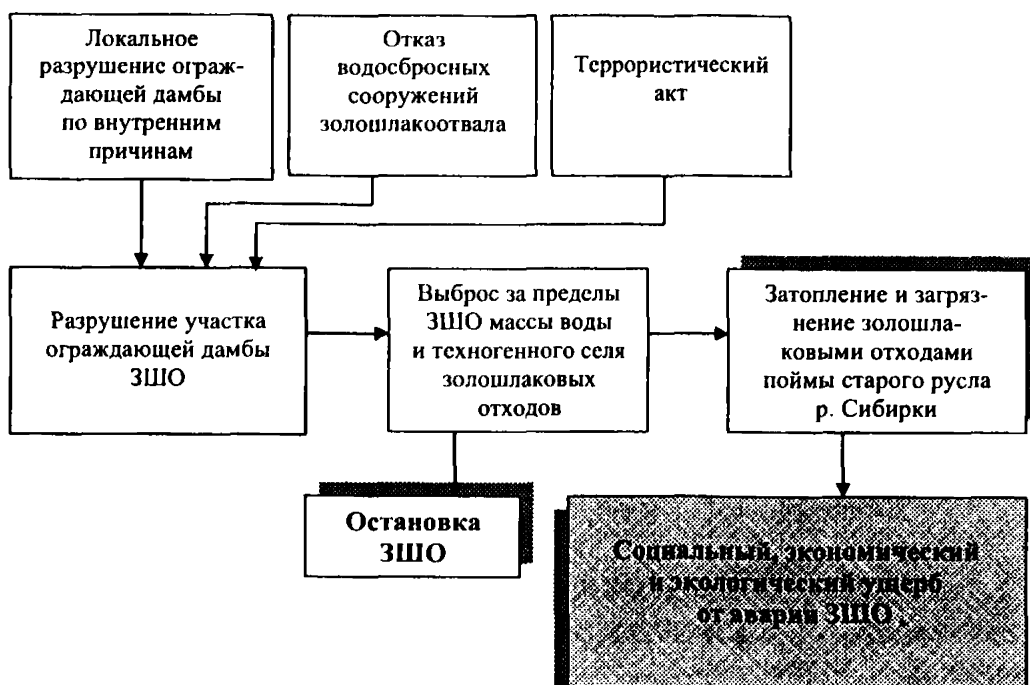 Локальное
разрушение ограж-
дающей дамбы
по внутренним
причинам
Отказ
водосбросных
сооружений
золошлакоотвала
Террористический
акт
Разрушение участка
ограждающей дамбы
ЗШО
Выброс за пределы
ЗШО массы воды
и техногенного селя
золошлаковых
отходов
Затопление и загряз-
нение золошла-
ковыми отходами
поймы старого русла
р. Сибирки
Остановка
ЗШО
Социальный, экономический
и экологический ущерб
от аварии ЗШО